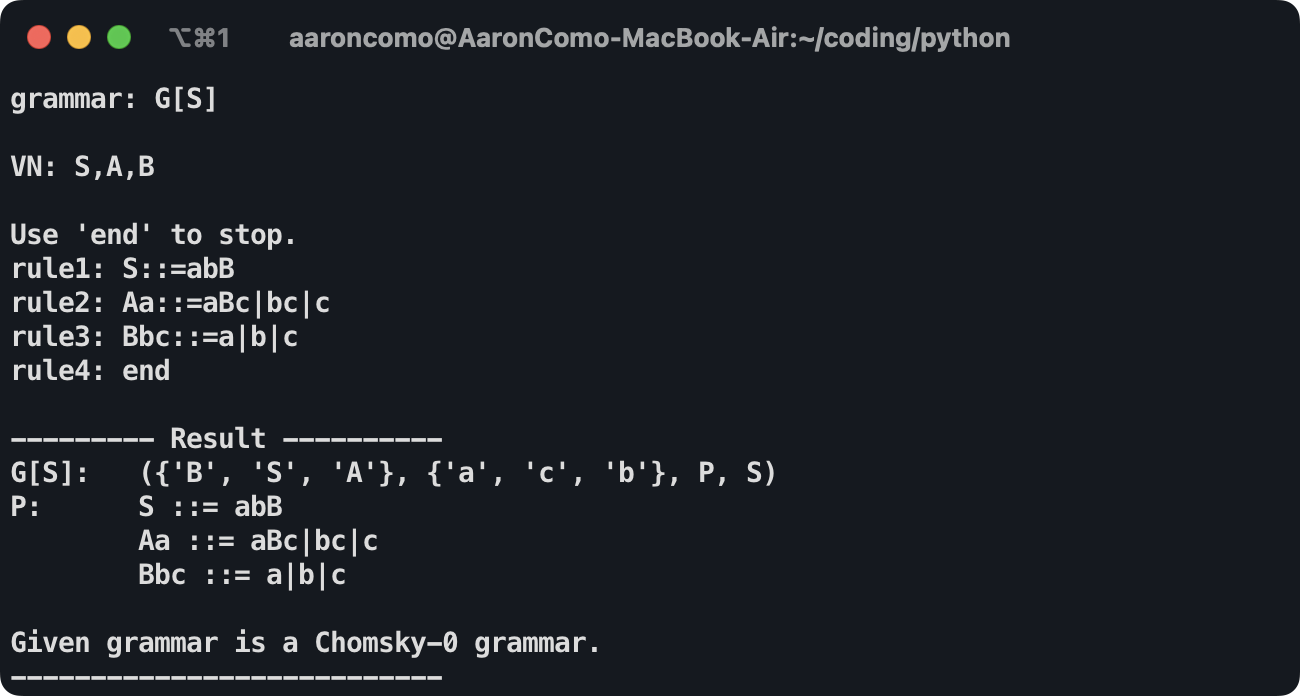 ⌥⌘1 aaroncomo@AaronComo-MacBook-Air:~/coding/python
grammar: G[S]
VN: S,A,B
Use 'end' to stop.
rule1: S::=abB
rule2: Aa::=aBc|bc|c
rule3: Bbc::=a|b|c
rule4: end
--------- Result ----------
G[S]: ({'B', 'S', 'A'}, {'a', 'c', 'b'}, P, S)
P: S ::= abB
Aa ::= aBc|bc|c
Bbc ::= a|b|c
Given grammar is a Chomsky-0 grammar.
---------------------------